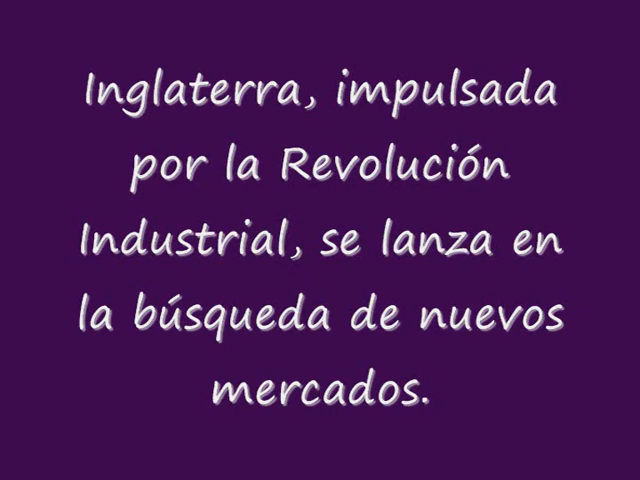 Inglaterra, impulsada
por la Revolución
Industrial, se lanza en
la búsqueda de nuevos
mercados.